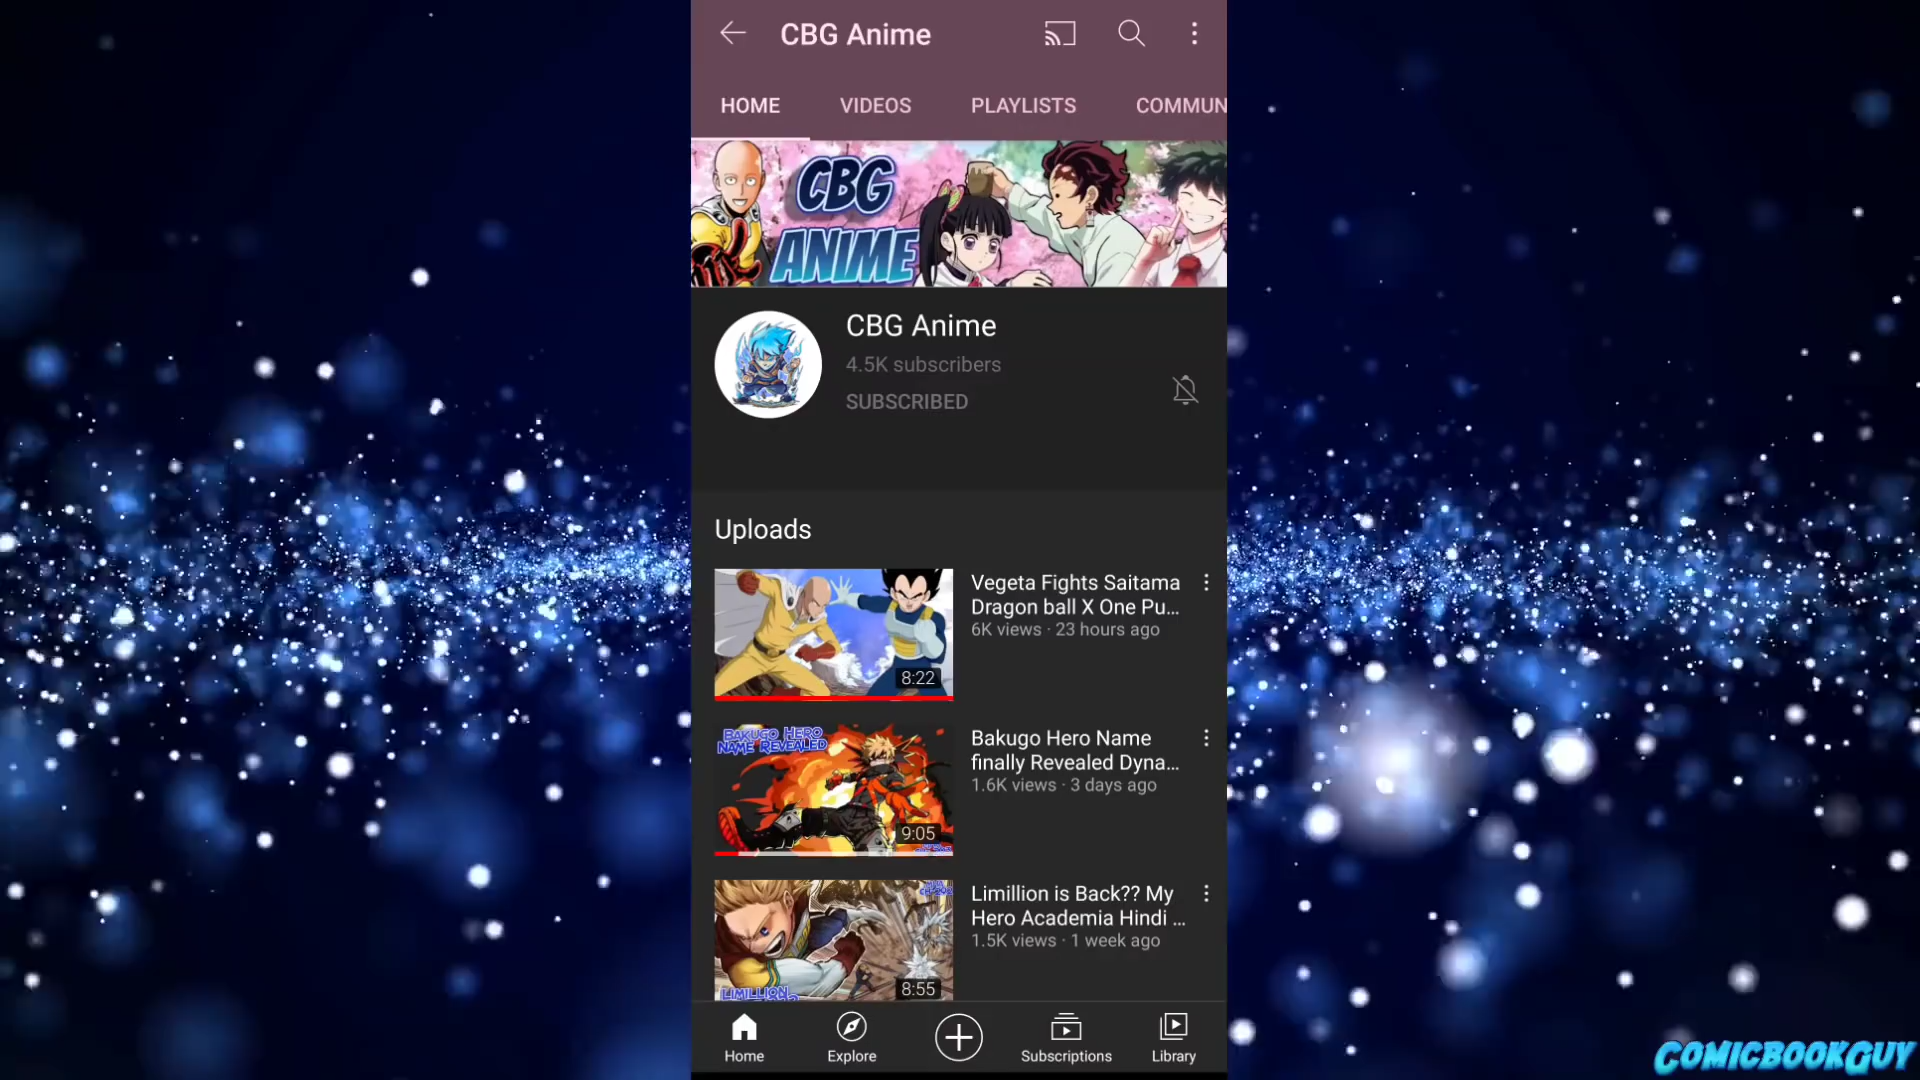 CBG Anime
HOME VIDEOS PLAYLISTS COMMUN
CBG
ANIME
CBG Anime
4.5K subscribers
SUBSCRIBED
Uploads
8:22
Vegeta Fights Saitama
Dragon ball X One Pu...
6K views · 23 hours ago
BAKUGO HERO
NAME REVEALED
9:05
Bakugo Hero Name
finally Revealed Dyna...
1.6K views · 3 days ago
LIMILLION
8:55
Limillion is Back?? My
Hero Academia Hindi ...
1.5K views · 1 week ago
Home Explore Subscriptions Library
COMICBOOKGUY